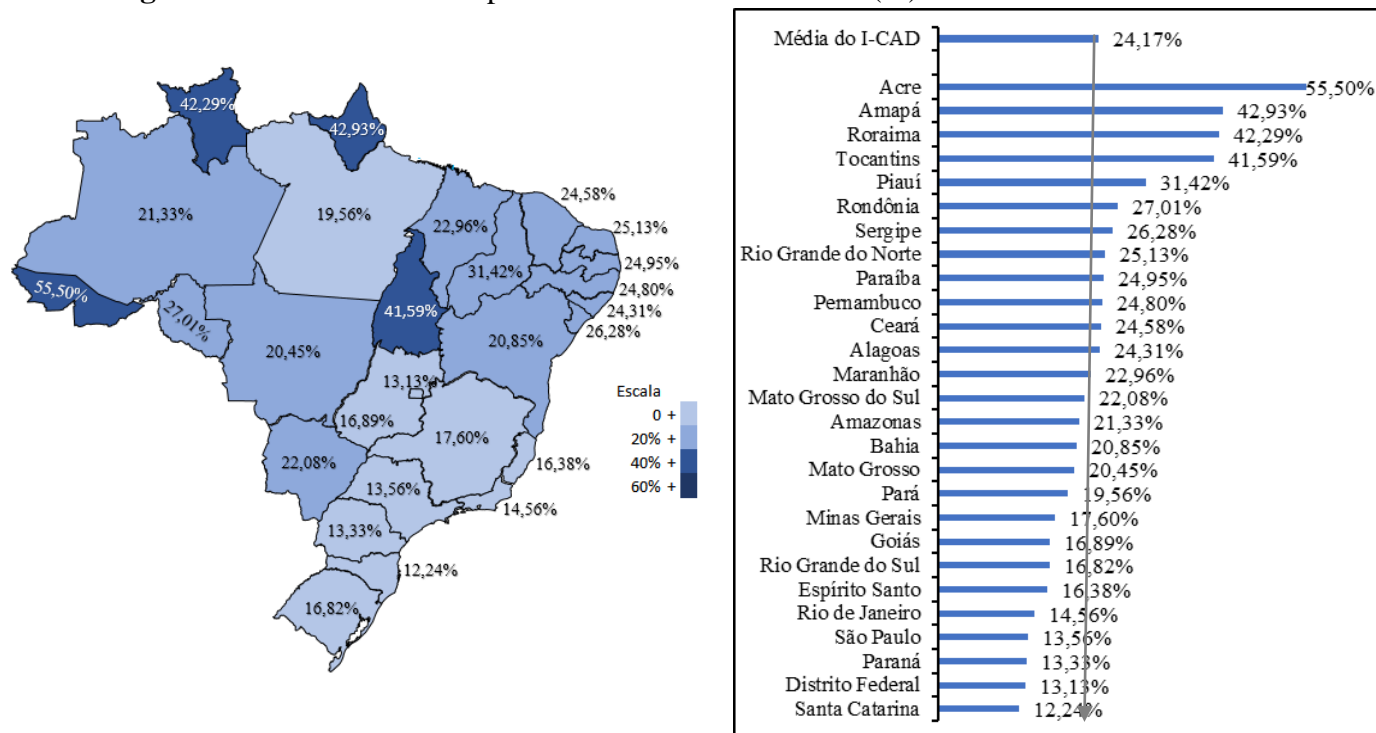 42,29%
42,93%
24,58%
21,33%
19,56%
22,96%
25,13%
24,95%
31,42%
55,50%
24,80%
24,31%
41,59%
27,01%
26,28%
20,45%
20,85%
13,13%
Escala
0 +
16,89%
17,60%
20% +
22,08%
40% +
16,38%
13,56%
60% +
14,56%
13,33%
12,24%
16,82%
Média do I-CAD 24,17%
Acre 55,50%
Amapá 42,93%
Roraima 42,29%
Tocantins 41,59%
Piauí 31,42%
Rondônia 27,01%
Sergipe 26,28%
Rio Grande do Norte 25,13%
Paraíba 24,95%
Pernambuco 24,80%
Ceará 24,58%
Alagoas 24,31%
Maranhão 22,96%
Mato Grosso do Sul 22,08%
Amazonas 21,33%
Bahia 20,85%
Mato Grosso 20,45%
Pará 19,56%
Minas Gerais 17,60%
Goiás 16,89%
Rio Grande do Sul 16,82%
Espírito Santo 16,38%
Rio de Janeiro 14,56%
São Paulo 13,56%
Paraná 13,33%
Distrito Federal 13,13%
Santa Catarina 12,24%